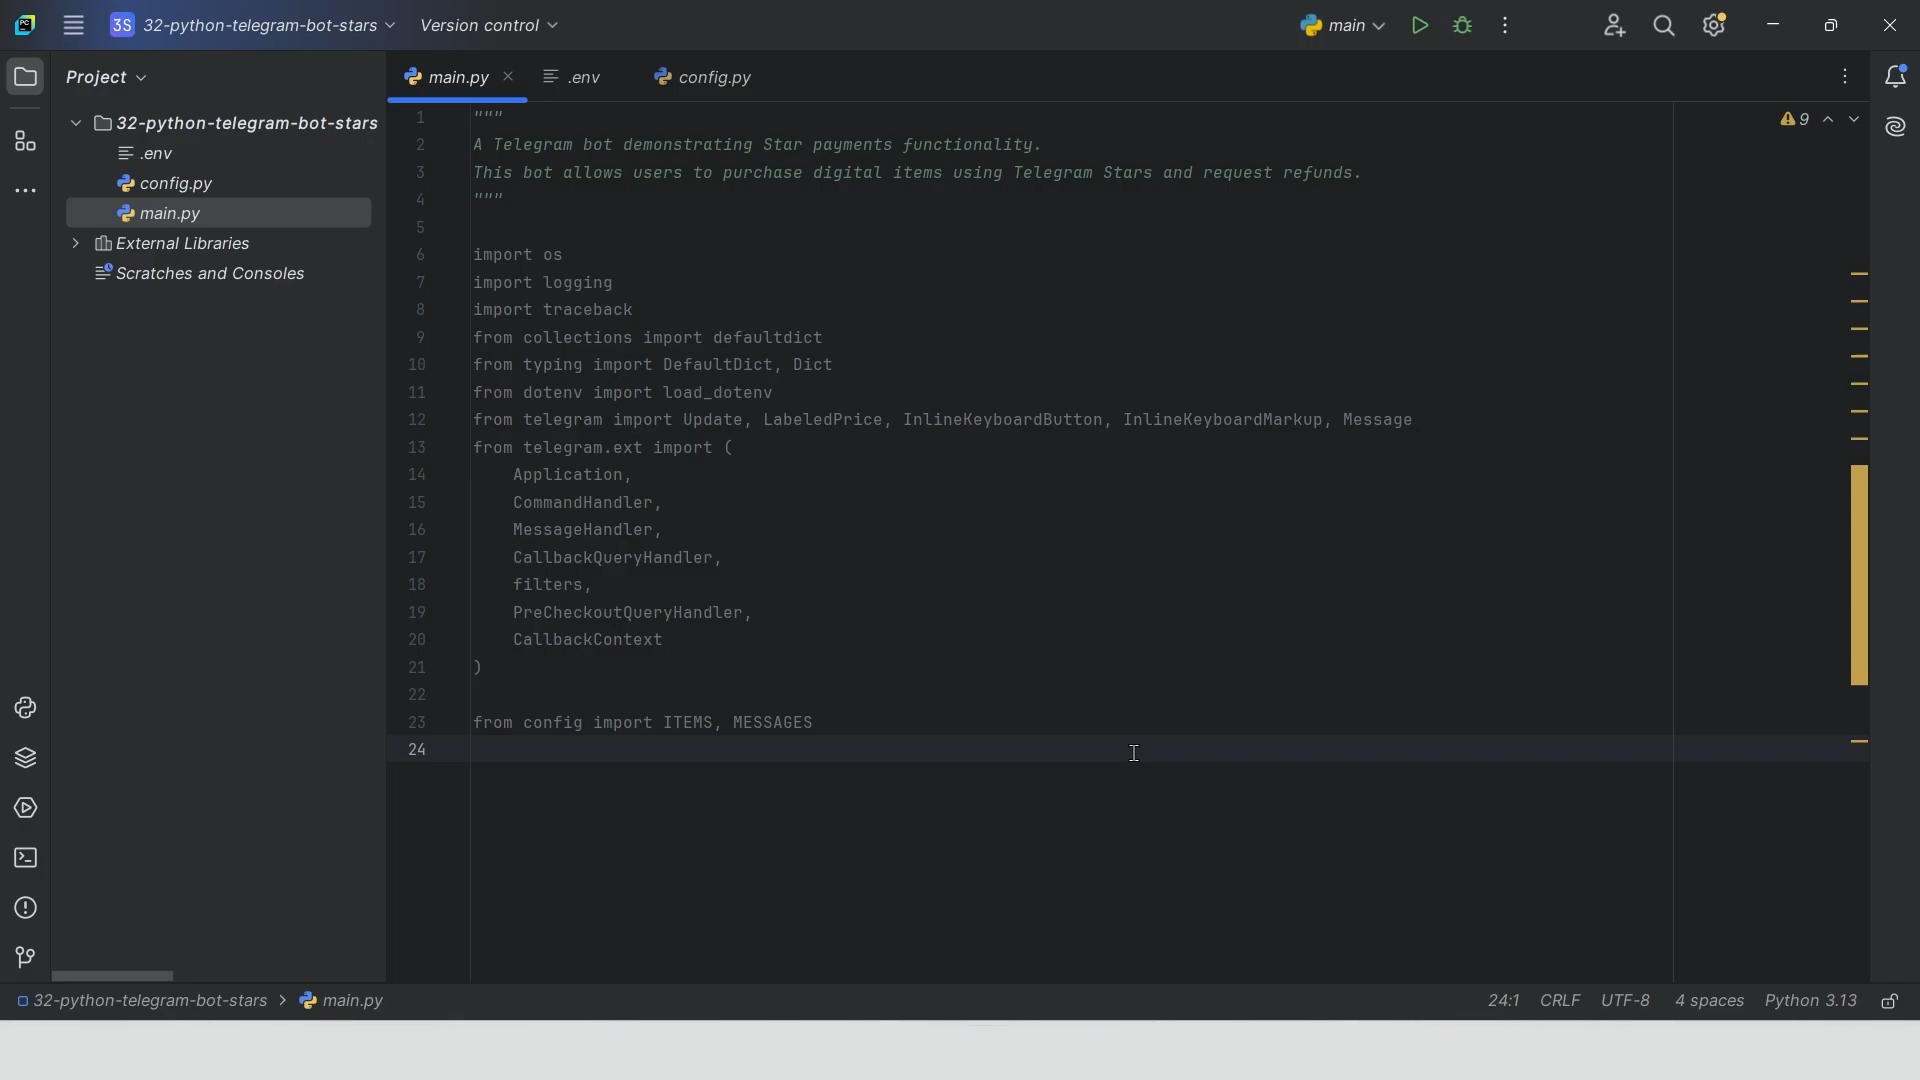 PC
3S 32-python-telegram-bot-stars
Version control
main
Project
main.py
.env
config.py
32-python-telegram-bot-stars
.env
config.py
main.py
External Libraries
Scratches and Consoles
9
1 """
2 A Telegram bot demonstrating Star payments functionality.
3 This bot allows users to purchase digital items using Telegram Stars and request refunds.
4 """
5
6 import os
7 import logging
8 import traceback
9 from collections import defaultdict
10 from typing import DefaultDict, Dict
11 from dotenv import load_dotenv
12 from telegram import Update, LabeledPrice, InlineKeyboardButton, InlineKeyboardMarkup, Message
13 from telegram.ext import (
14     Application,
15     CommandHandler,
16     MessageHandler,
17     CallbackQueryHandler,
18     filters,
19     PreCheckoutQueryHandler,
20     CallbackContext
21 )
22
23 from config import ITEMS, MESSAGES
24
32-python-telegram-bot-stars > main.py
24:1 CRLF UTF-8 4 spaces Python 3.13